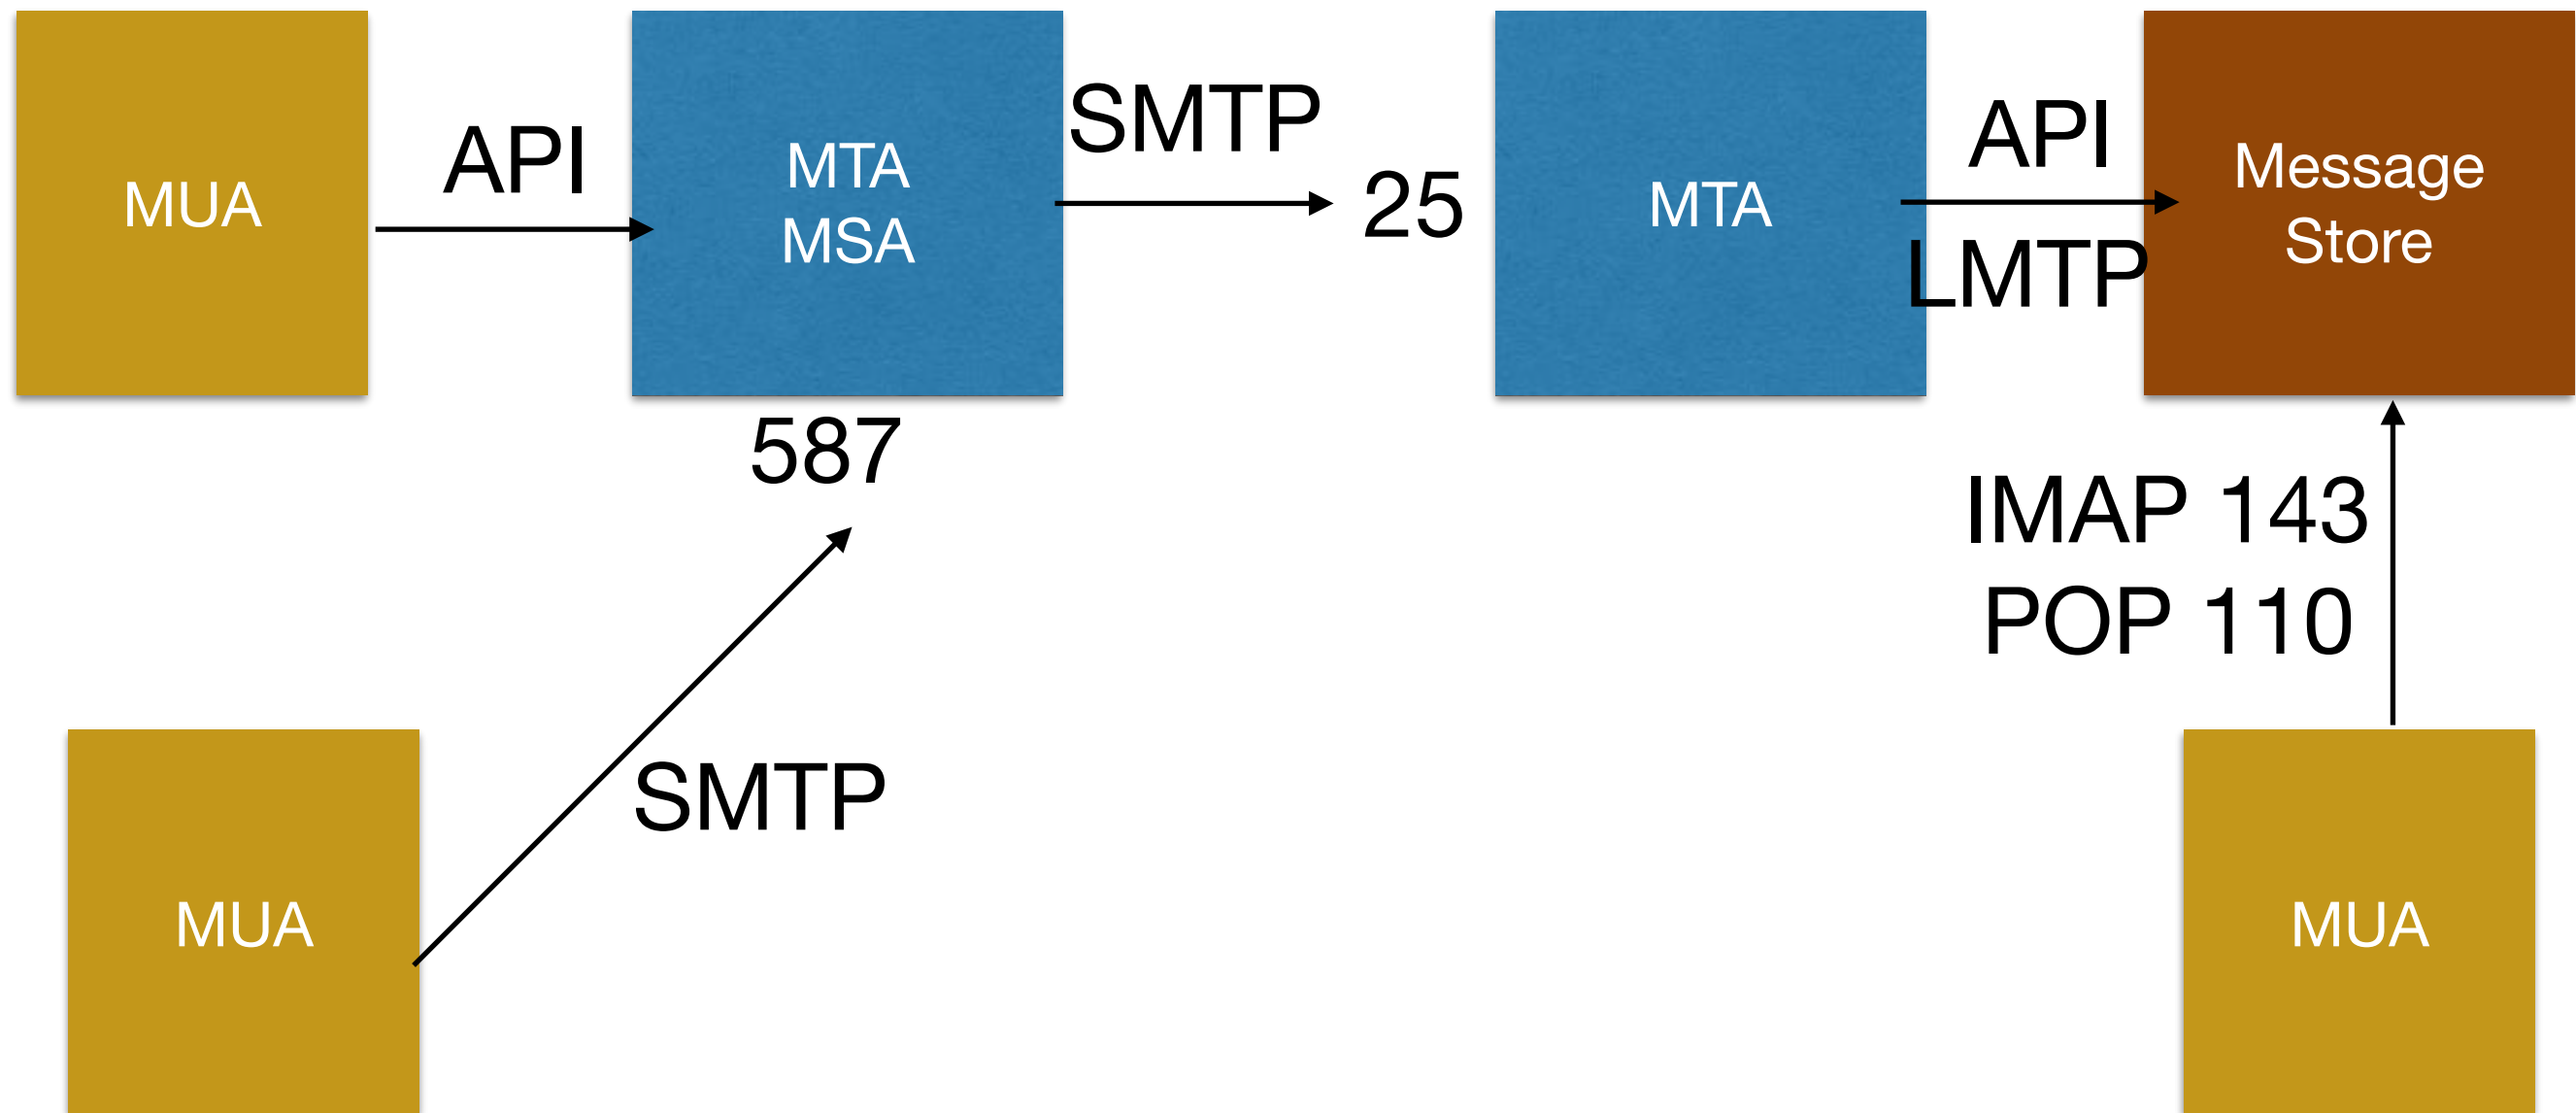 MUA
API
MTA
MSA
SMTP
25
MTA
API
LMTP
Message
Store
587
IMAP 143
POP 110
SMTP
MUA
MUA